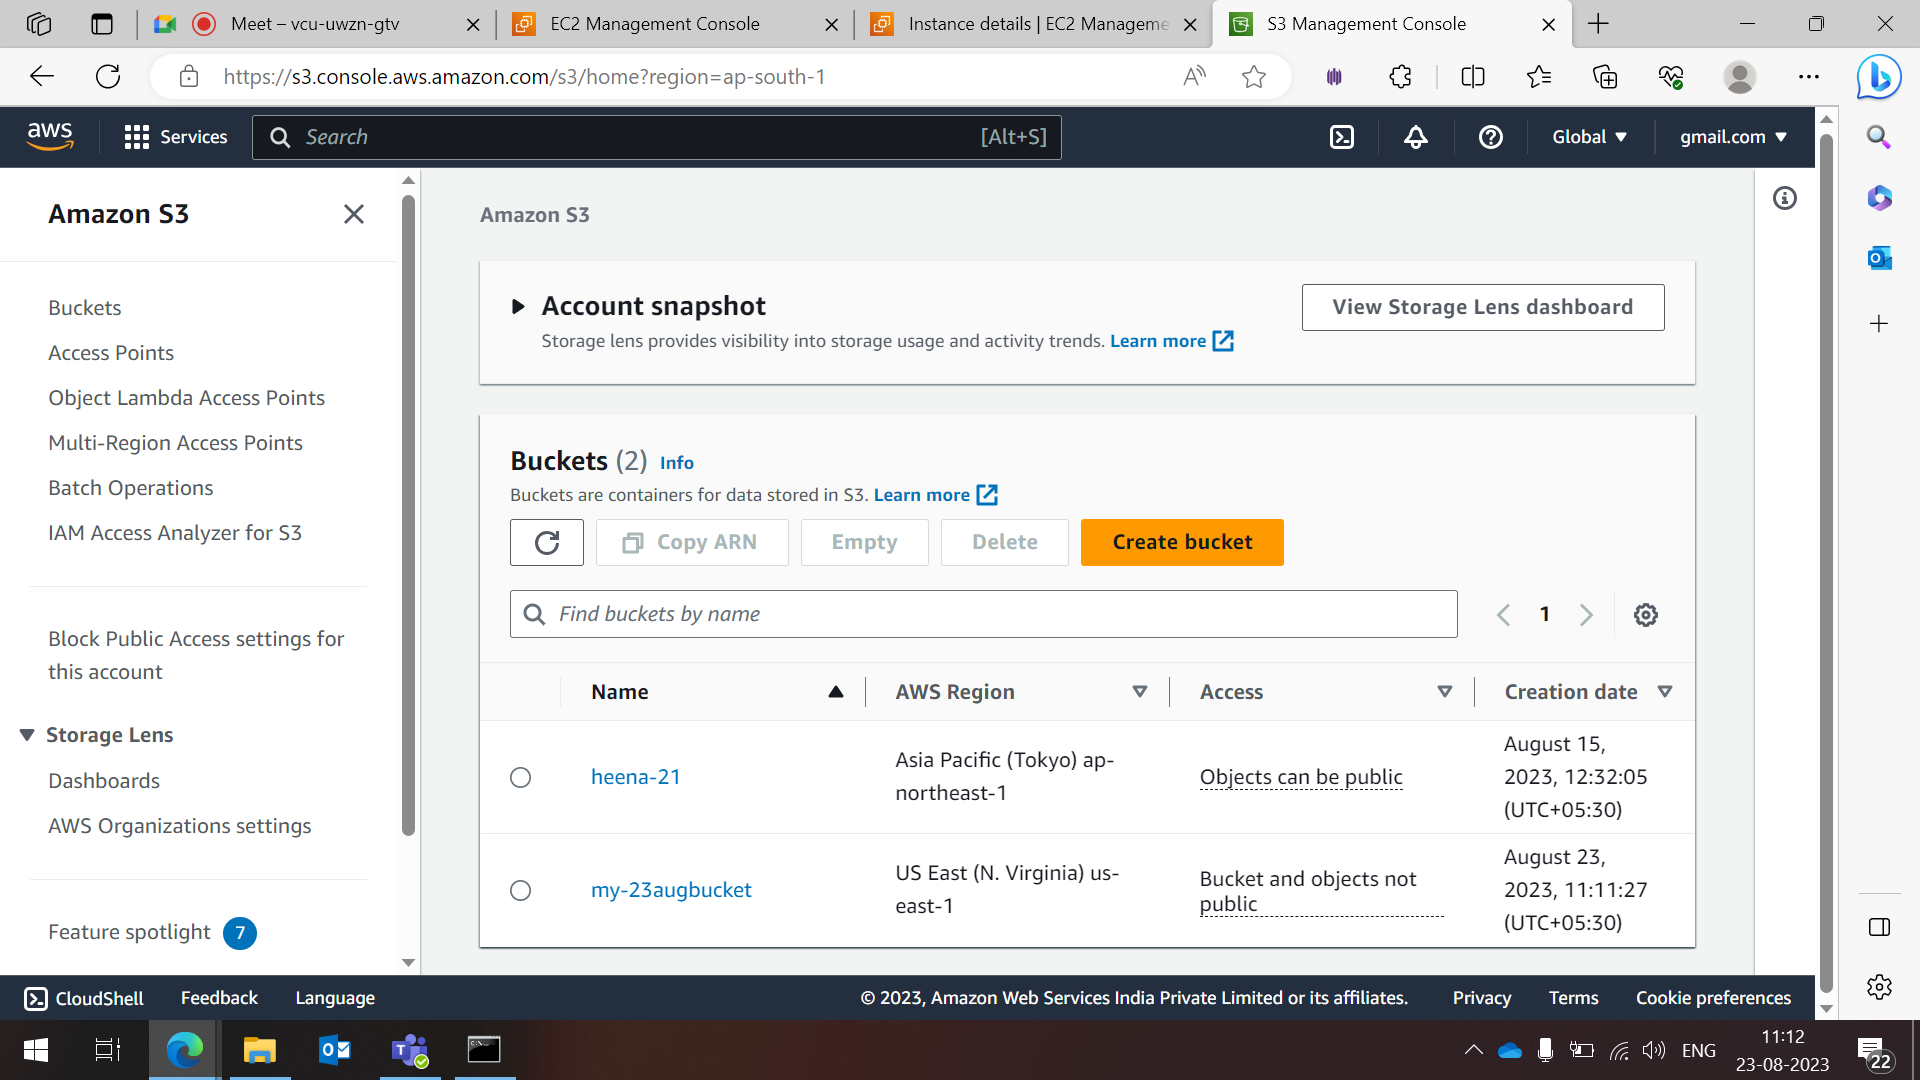 Meet – vcu-uwzn-gtv
EC2 Management Console
Instance details | EC2 Manageme
S3 Management Console
https://s3.console.aws.amazon.com/s3/home?region=ap-south-1
aws
Services
Search
[Alt+S]
Global
gmail.com
Amazon S3
Buckets
Access Points
Object Lambda Access Points
Multi-Region Access Points
Batch Operations
IAM Access Analyzer for S3
Block Public Access settings for
this account
Storage Lens
Dashboards
AWS Organizations settings
Feature spotlight 7
Amazon S3
Account snapshot
View Storage Lens dashboard
Storage lens provides visibility into storage usage and activity trends. Learn more
Buckets (2) Info
Buckets are containers for data stored in S3. Learn more
Copy ARN
Empty
Delete
Create bucket
Find buckets by name
1
Name
AWS Region
Access
Creation date
heena-21
Asia Pacific (Tokyo) ap-
northeast-1
Objects can be public
August 15,
2023, 12:32:05
(UTC+05:30)
my-23augbucket
US East (N. Virginia) us-
east-1
Bucket and objects not
public
August 23,
2023, 11:11:27
(UTC+05:30)
CloudShell
Feedback
Language
© 2023, Amazon Web Services India Private Limited or its affiliates.
Privacy
Terms
Cookie preferences
ENG
11:12
23-08-2023
22